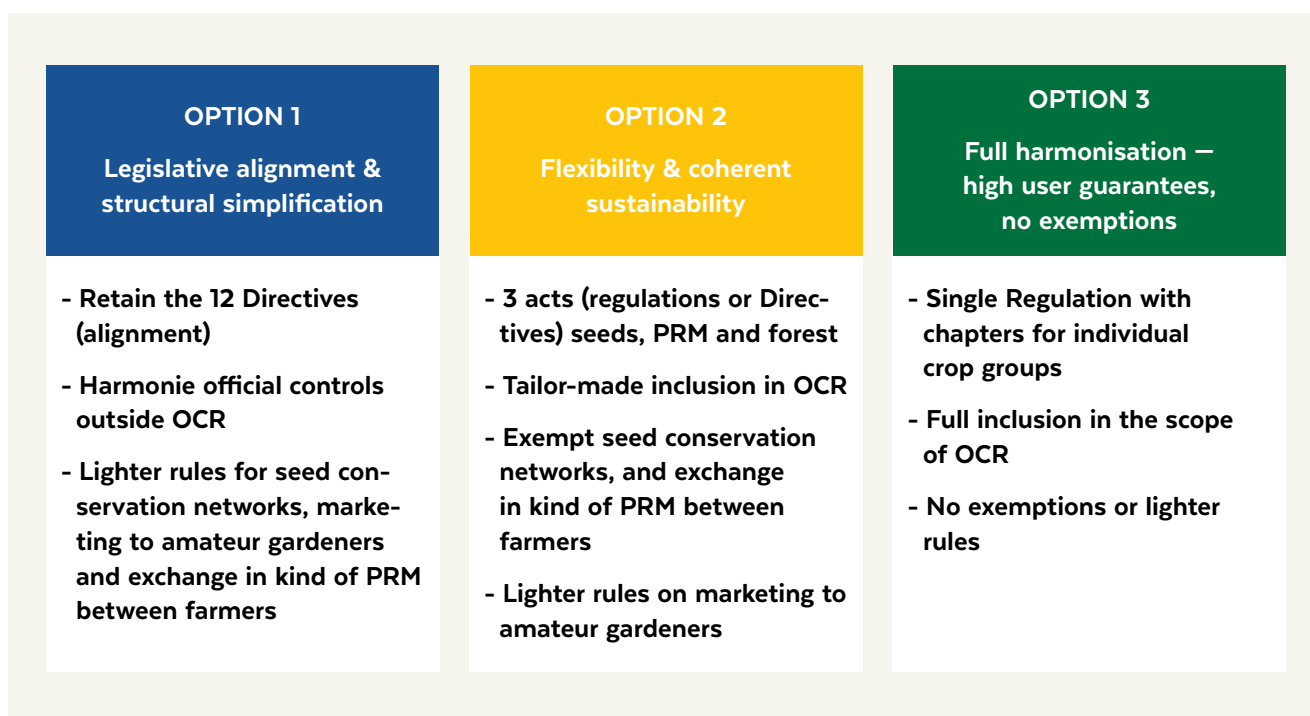 OPTION 1
Legislative alignment &
structural simplification
- Retain the 12 Directives
(alignment)
- Harmonie official controls
outside OCR
- Lighter rules for seed con-
servation networks, marke-
ting to amateur gardeners
and exchange in kind of PRM
between farmers
OPTION 2
Flexibility & coherent
sustainability
- 3 acts (regulations or Direc-
tives) seeds, PRM and forest
- Tailor-made inclusion in OCR
- Exempt seed conservation
networks, and exchange
in kind of PRM between
farmers
- Lighter rules on marketing to
amateur gardeners
OPTION 3
Full harmonisation —
high user guarantees,
no exemptions
- Single Regulation with
chapters for individual
crop groups
- Full inclusion in the scope
of OCR
- No exemptions or lighter
rules